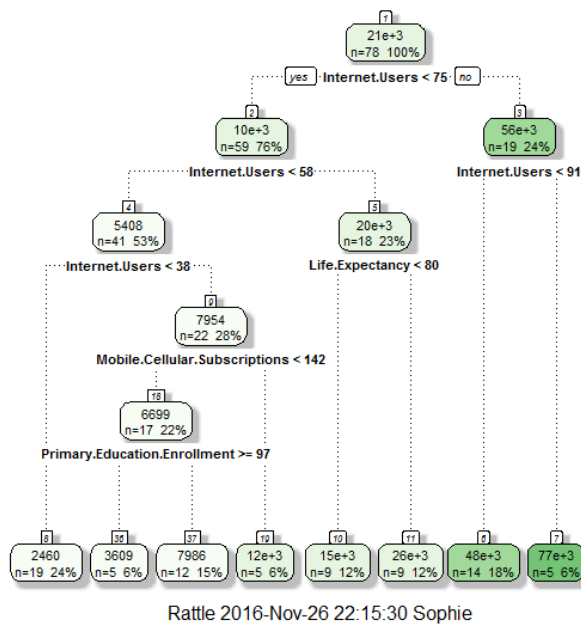 1
21e+3
n=78 100%
yes Internet.Users < 75 no
2
10e+3
n=59 76%
3
56e+3
n=19 24%
Internet.Users < 58
Internet.Users < 91
4
5408
n=41 53%
5
20e+3
n=18 23%
Internet.Users < 38
Life.Expectancy < 80
9
7954
n=22 28%
Mobile.Cellular.Subscriptions < 142
18
6699
n=17 22%
Primary.Education.Enrollment >= 97
8
2460
n=19 24%
36
3609
n=5 6%
37
7986
n=12 15%
19
12e+3
n=5 6%
10
15e+3
n=9 12%
11
26e+3
n=9 12%
6
48e+3
n=14 18%
7
77e+3
n=5 6%
Rattle 2016-Nov-26 22:15:30 Sophie